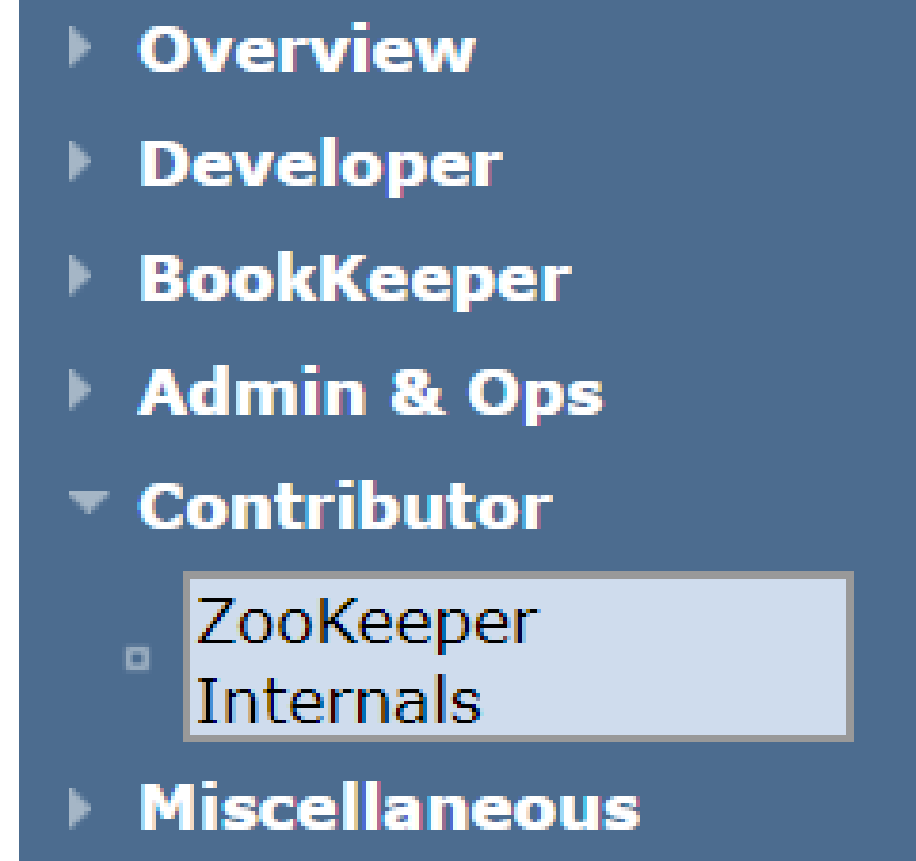 Overview
Developer
BookKeeper
Admin & Ops
Contributor
ZooKeeper
Internals
Miscellaneous